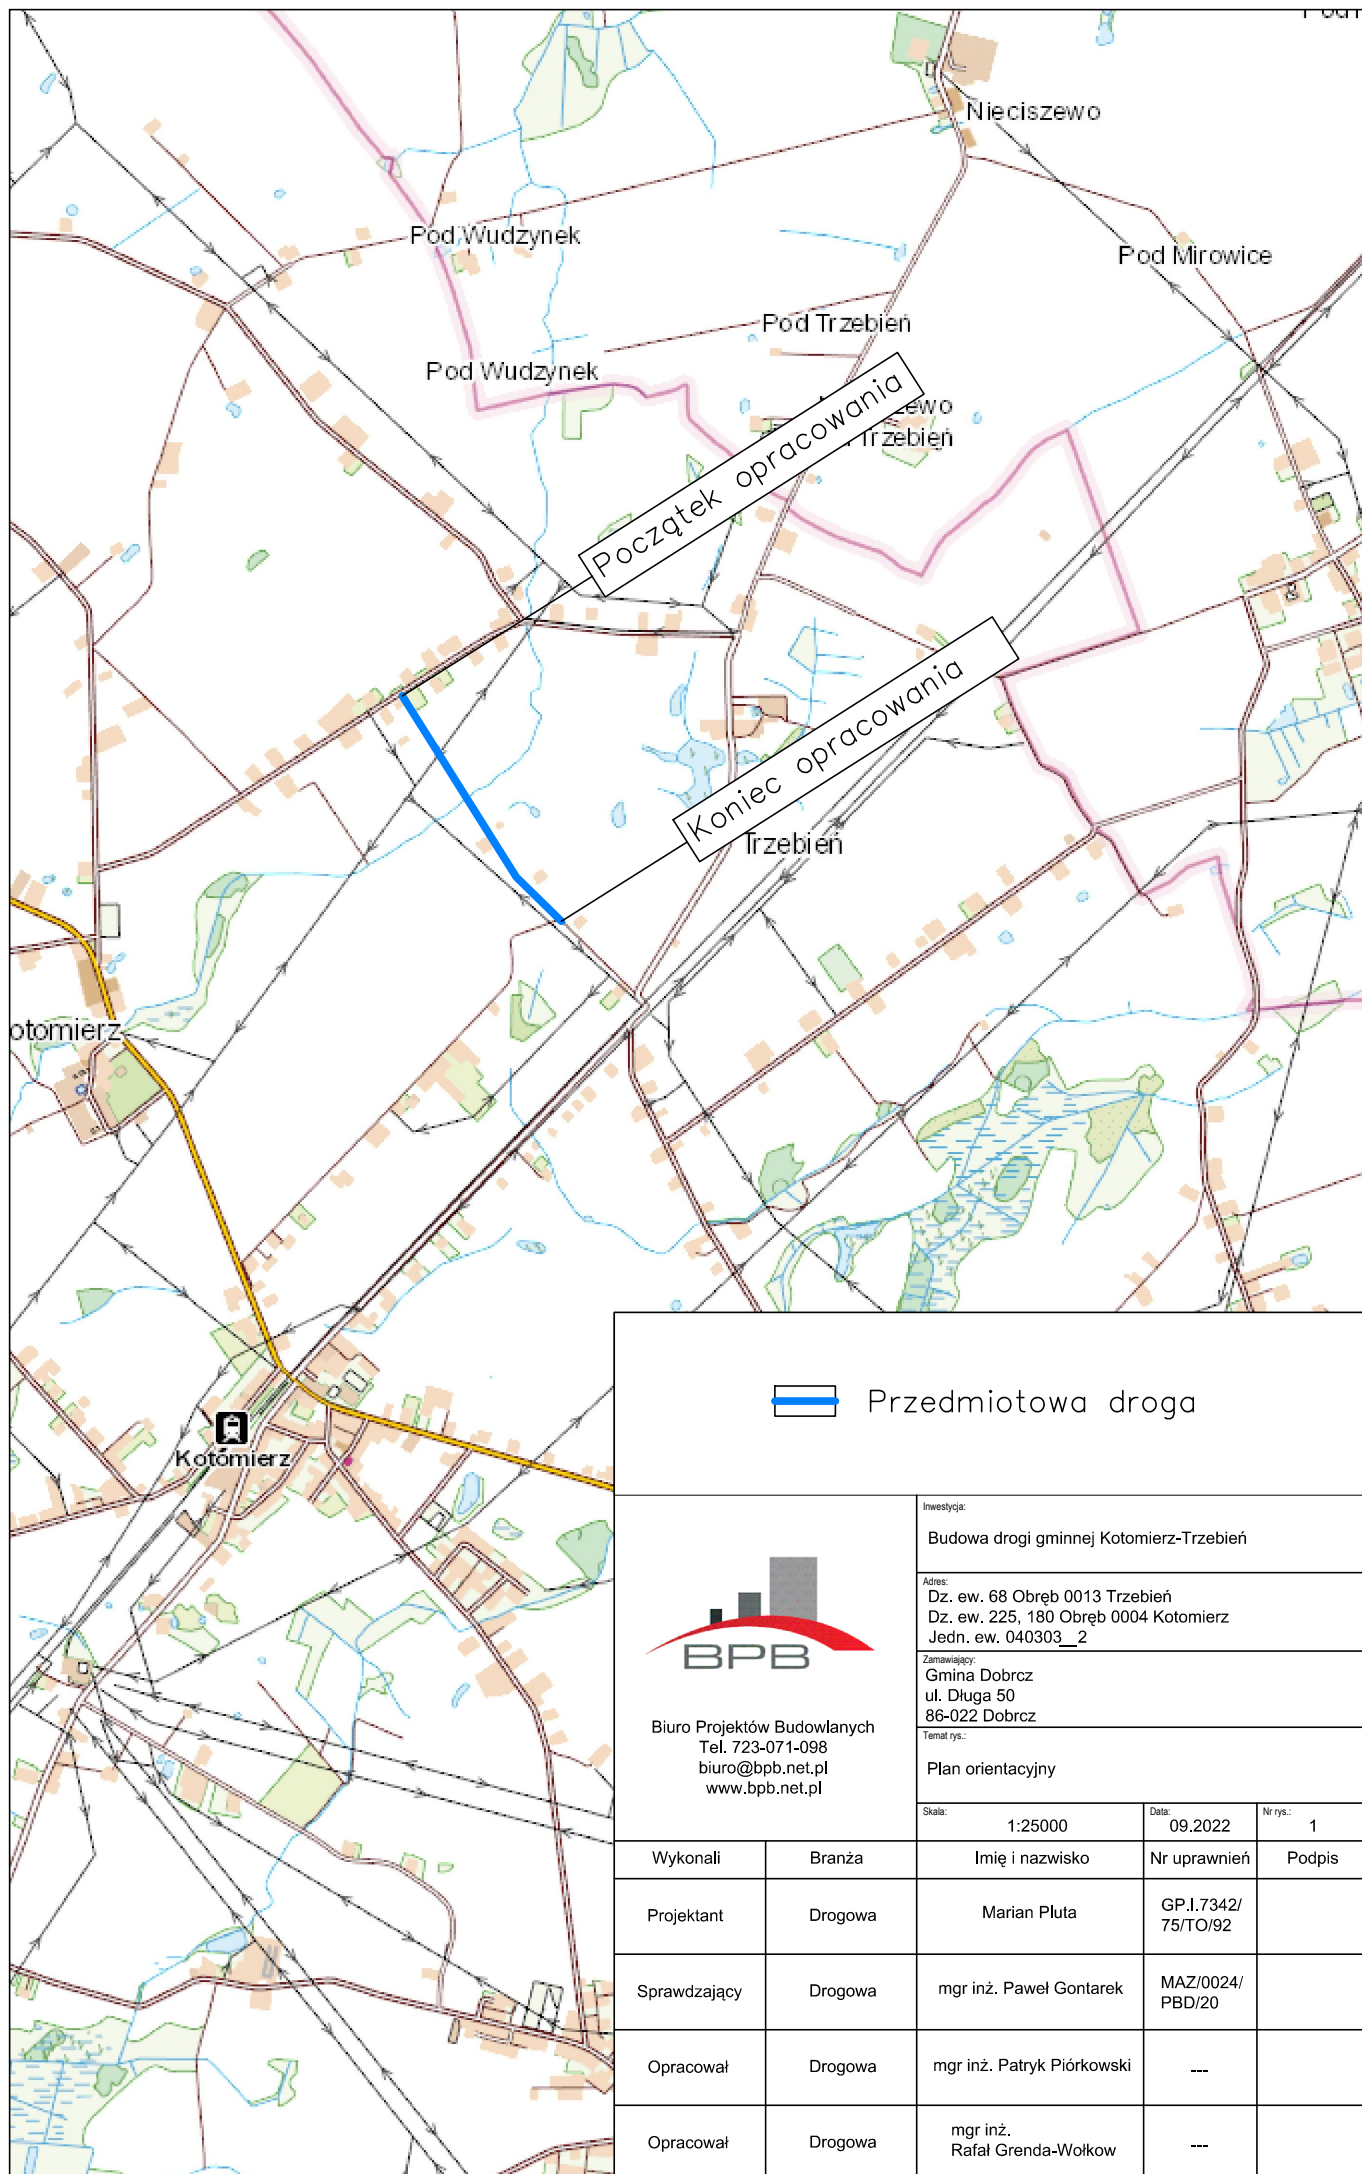 Nieciszewo
Pod Wudzynek
Pod Mirowice
Pod Trzebień
Pod Wudzynek
Początek opracowania
zewo
Trzebień
Koniec opracowania
Trzebień
otomierz
Kotomierz
Przedmiotowa droga
BPB
Biuro Projektów Budowlanych
Tel. 723-071-098
biuro@bpb.net.pl
www.bpb.net.pl
Inwestycja:
Budowa drogi gminnej Kotomierz-Trzebień
Adres:
Dz. ew. 68 Obręb 0013 Trzebień
Dz. ew. 225, 180 Obręb 0004 Kotomierz
Jedn. ew. 040303__2
Zamawiający:
Gmina Dobrcz
ul. Długa 50
86-022 Dobrcz
Temat rys.:
Plan orientacyjny
Skala: 1:25000 Data: 09.2022 Nr rys.: 1
Wykonali Branża Imię i nazwisko Nr uprawnień Podpis
Projektant Drogowa Marian Pluta GP.I.7342/
75/TO/92
Sprawdzający Drogowa mgr inż. Paweł Gontarek MAZ/0024/
PBD/20
Opracował Drogowa mgr inż. Patryk Piórkowski ---
Opracował Drogowa mgr inż.
Rafał Grenda-Wołkow ---